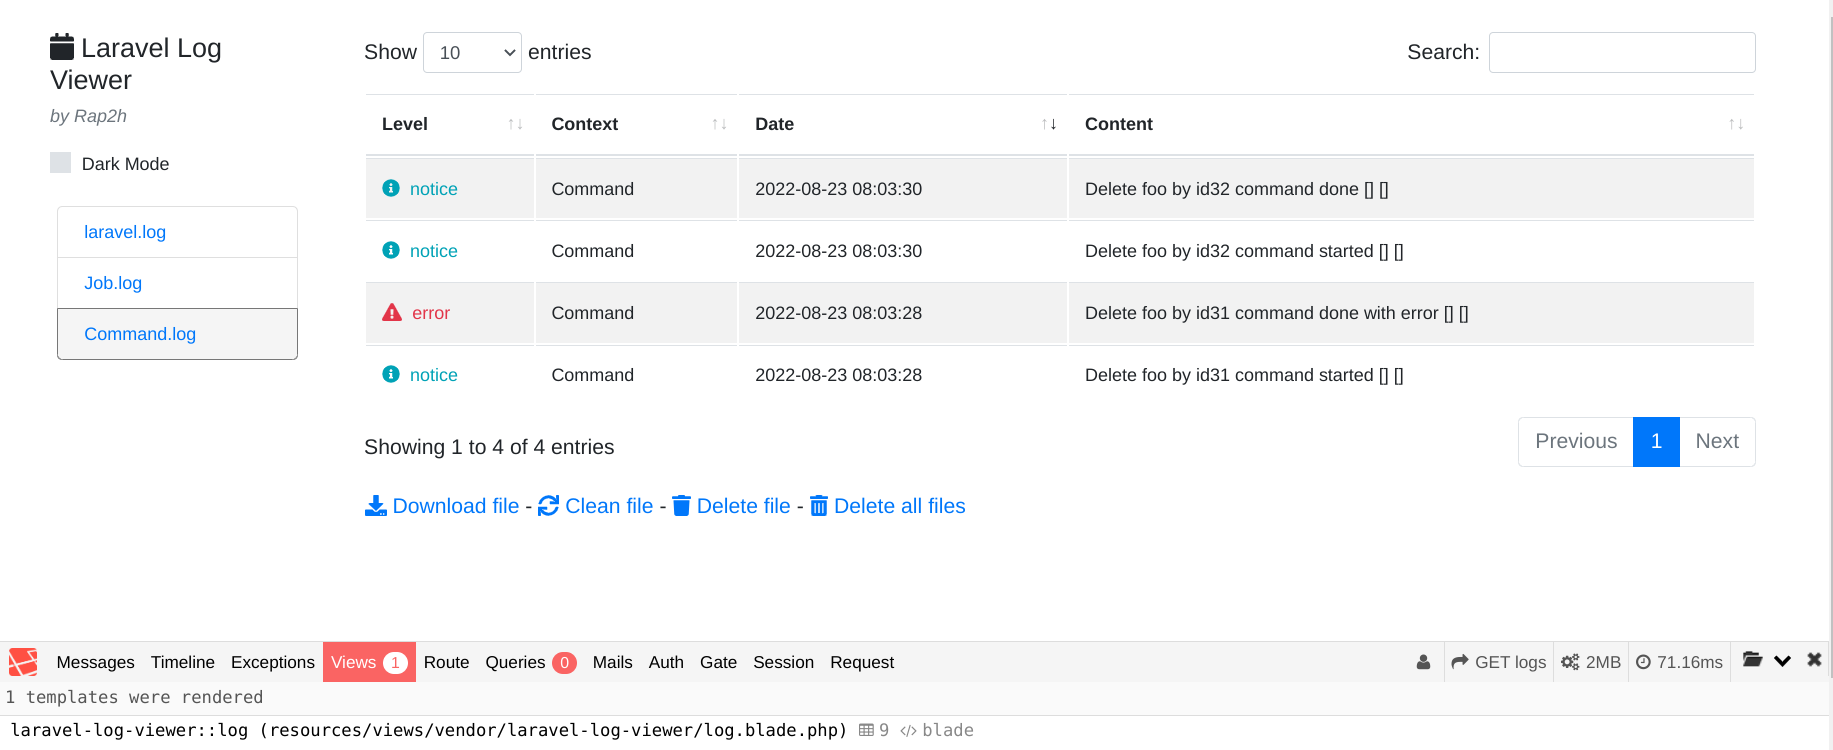 Laravel Log
Viewer
by Rap2h
Dark Mode
laravel.log
Job.log
Command.log
Show 10 entries
Search:
Level Context Date Content
notice Command 2022-08-23 08:03:30 Delete foo by id32 command done [] []
notice Command 2022-08-23 08:03:30 Delete foo by id32 command started [] []
error Command 2022-08-23 08:03:28 Delete foo by id31 command done with error [] []
notice Command 2022-08-23 08:03:28 Delete foo by id31 command started [] []
Showing 1 to 4 of 4 entries
Previous 1 Next
Download file - Clean file - Delete file - Delete all files
Messages Timeline Exceptions Views 1 Route Queries 0 Mails Auth Gate Session Request GET logs 2MB 71.16ms
1 templates were rendered
laravel-log-viewer::log (resources/views/vendor/laravel-log-viewer/log.blade.php) 9 blade